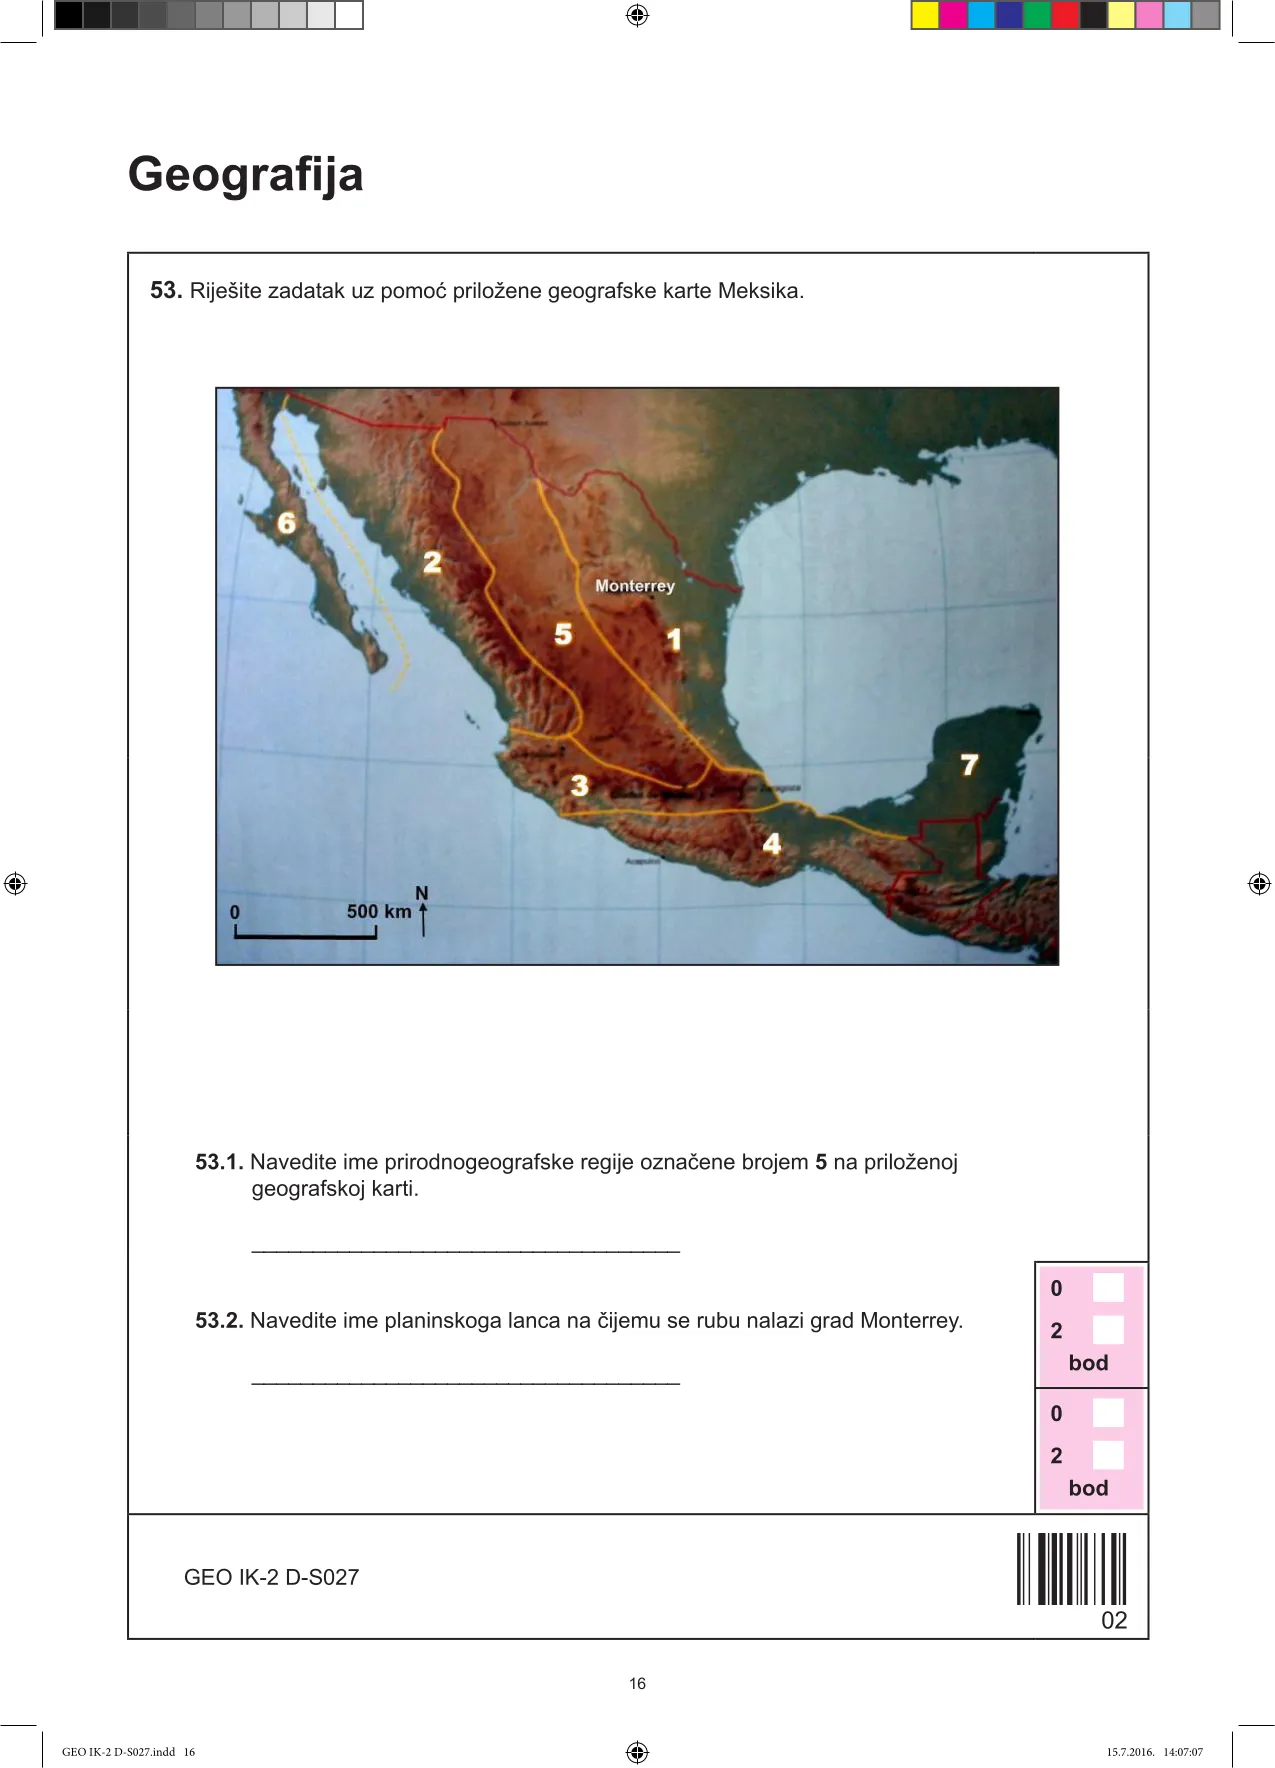 Geografija
53. Riješite zadatak uz pomoć priložene geografske karte Meksika.
6
2
Monterrey
5
1
7
3
4
Acapulco
N
0
500 km
53.1. Navedite ime prirodnogeografske regije označene brojem 5 na priloženoj
geografskoj karti.
53.2. Navedite ime planinskoga lanca na čijemu se rubu nalazi grad Monterrey.
0
2
bod
0
2
bod
GEO IK-2 D-S027
02
16
GEO IK-2 D-S027.indd 16
15.7.2016. 14:07:07